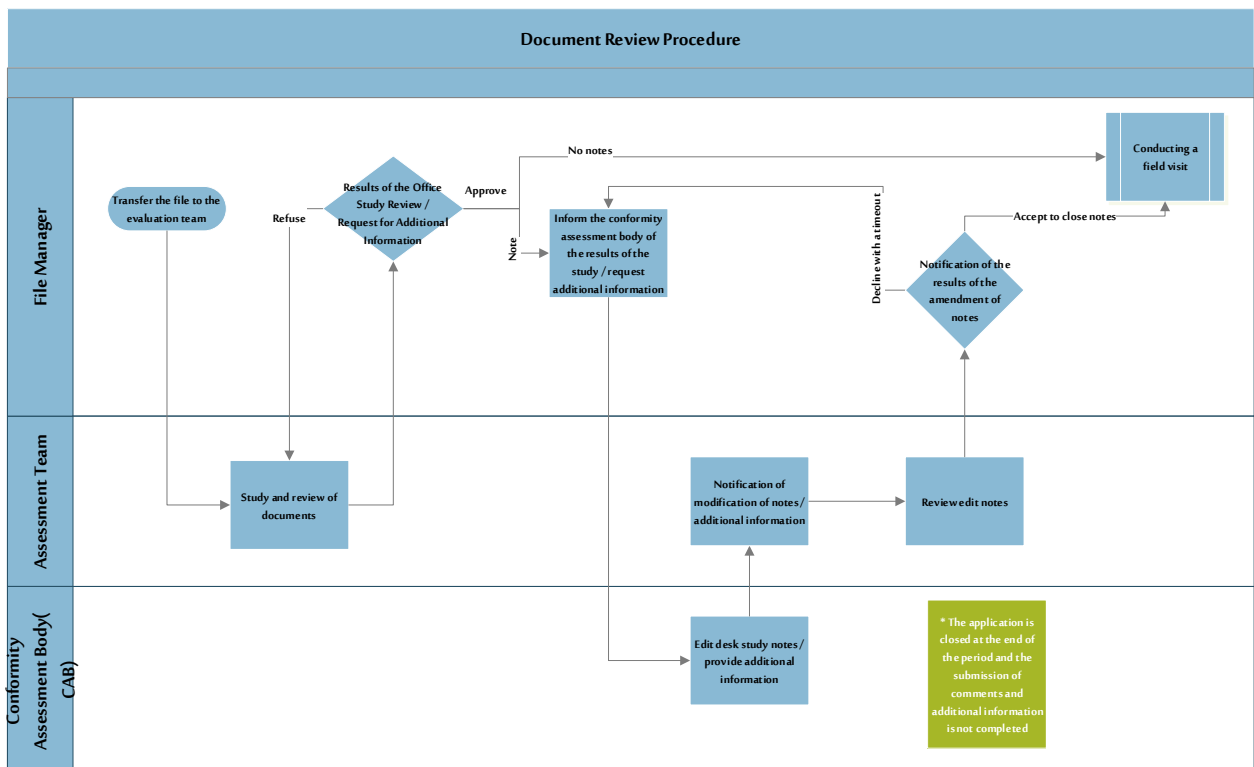 Document Review Procedure
File Manager
Transfer the file to the
evaluation team
Refuse
Results of the Office
Study Review /
Request for Additional
Information
Approve
No notes
Note
Inform the conformity
assessment body of
the results of the
study / request
additional information
Decline with a timeout
Notification of the
results of the
amendment of
notes
Accept to close notes
Conducting a
field visit
Assessment Team
Study and review of
documents
Notification of
modification of notes /
additional information
Review edit notes
Conformity
Assessment Body(
CAB)
Edit desk study notes /
provide additional
information
* The application is
closed at the end of
the period and the
submission of
comments and
additional information
is not completed